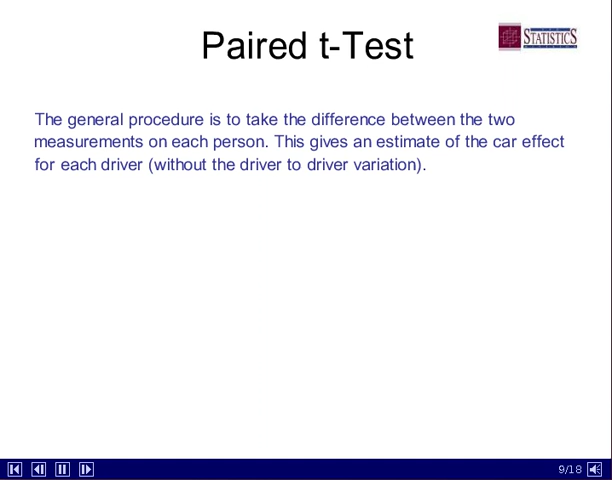 Paired t-Test
STATISTICS
The general procedure is to take the difference between the two
measurements on each person. This gives an estimate of the car effect
for each driver (without the driver to driver variation).
9/18